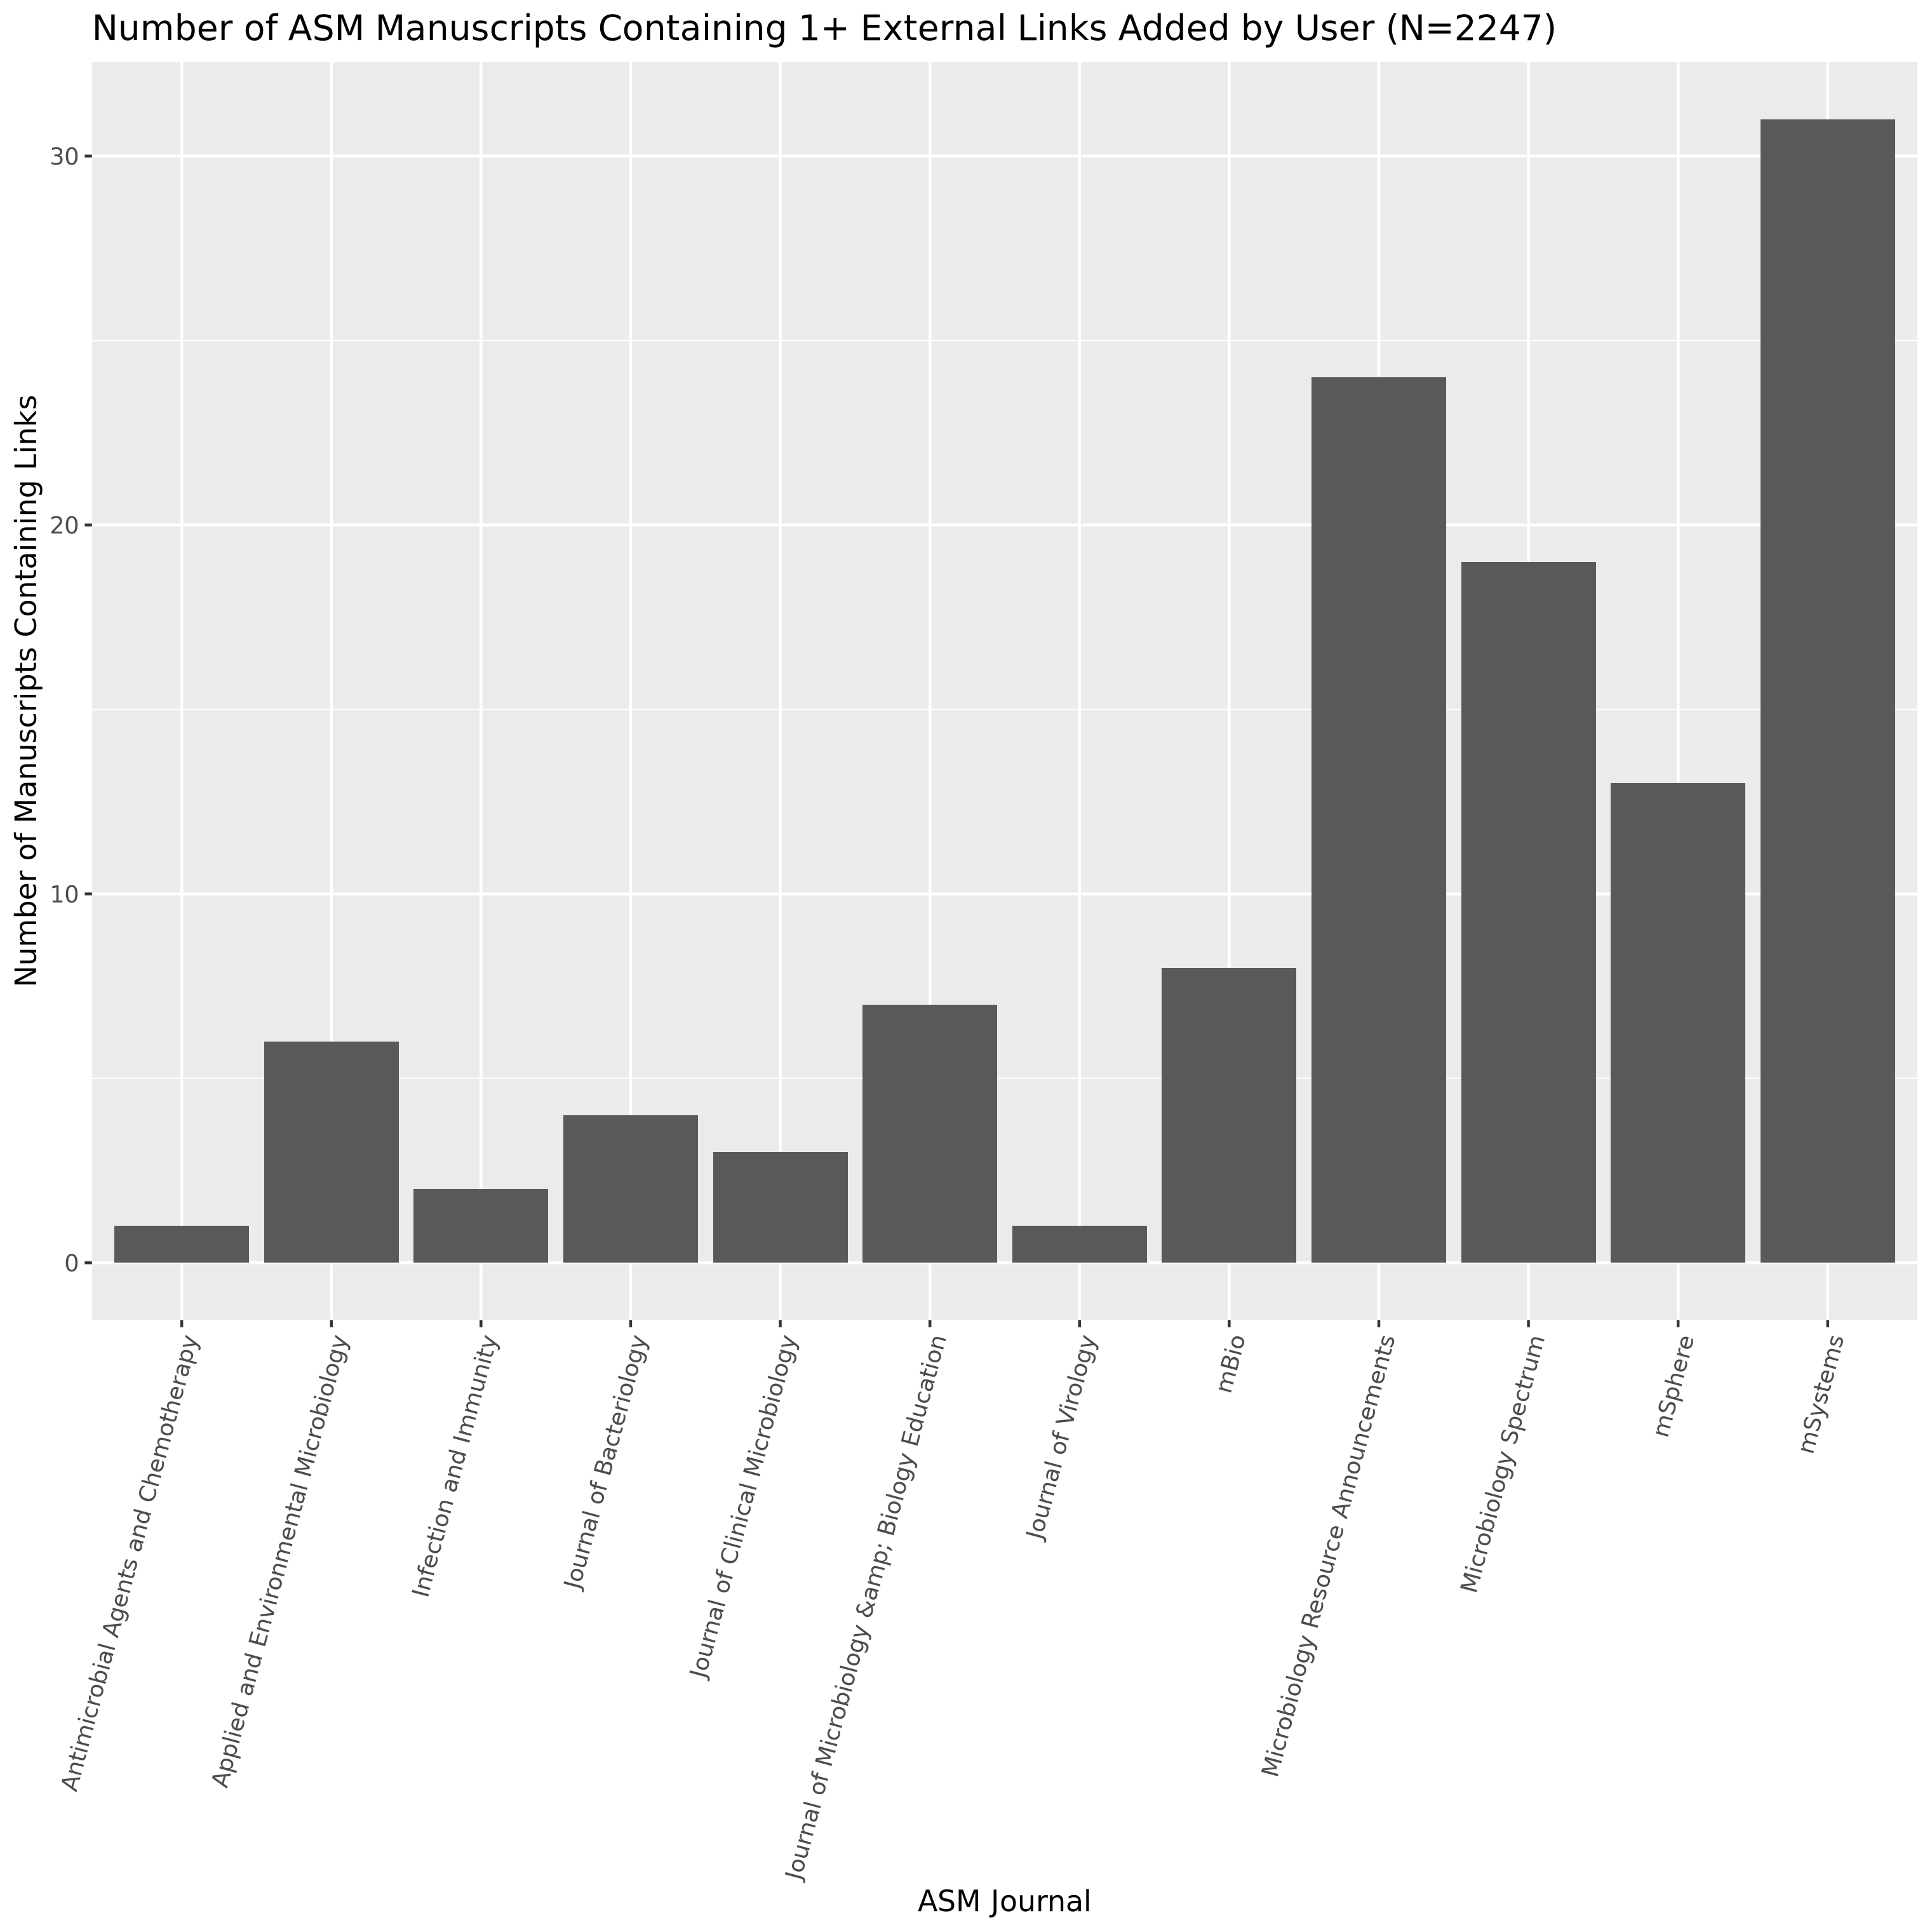 Number of ASM Manuscripts Containing 1+ External Links Added by User (N=2247)
Number of Manuscripts Containing Links
30
20
10
0
Antimicrobial Agents and Chemotherapy
Applied and Environmental Microbiology
Infection and Immunity
Journal of Bacteriology
Journal of Clinical Microbiology
Journal of Microbiology &amp; Biology Education
Journal of Virology
mBio
Microbiology Resource Announcements
Microbiology Spectrum
mSphere
mSystems
ASM Journal